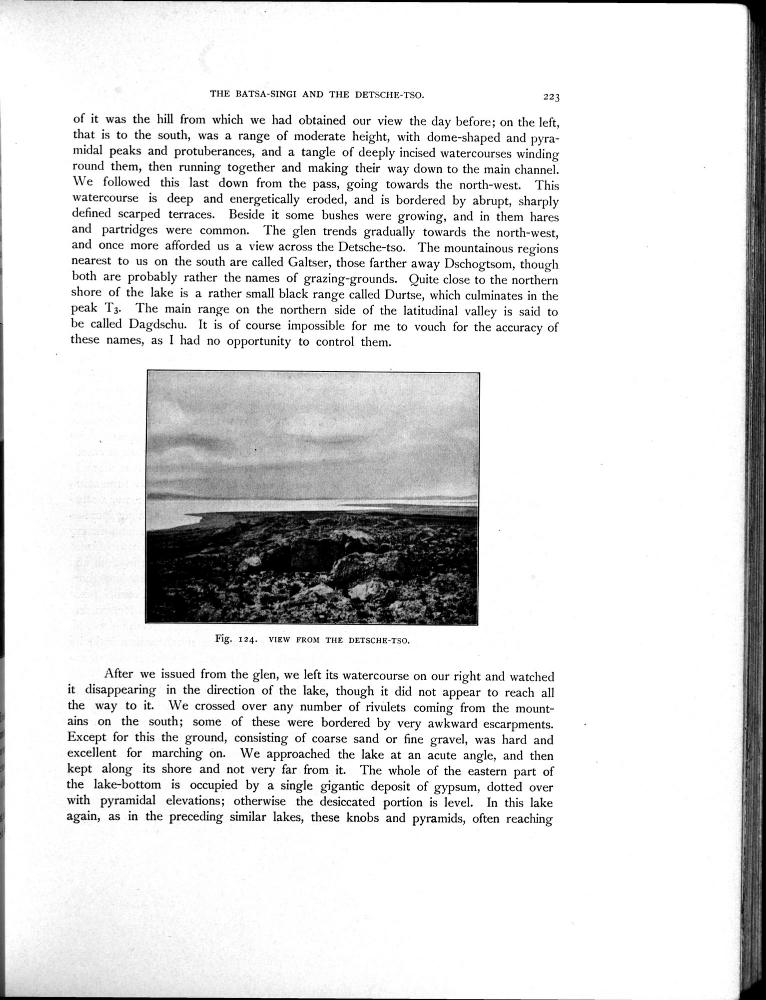 THE BATSA-SINGI AND THE DETSCHE-TSO. 223
of it was the hill from which we had obtained our view the day before; on the left,
that is to the south, was a range of moderate height, with dome-shaped and pyra-
midal peaks and protuberances, and a tangle of deeply incised watercourses winding
round them, then running together and making their way down to the main channel.
We followed this last down from the pass, going towards the north-west. This
watercourse is deep and energetically eroded, and is bordered by abrupt, sharply
defined scarped terraces. Beside it some bushes were growing, and in them hares
and partridges were common. The glen trends gradually towards the north-west,
and once more afforded us a view across the Detsche-tso. The mountainous regions
nearest to us on the south are called Galtser, those farther away Dschogtsom, though
both are probably rather the names of grazing-grounds. Quite close to the northern
shore of the lake is a rather small black range called Durtse, which culminates in the
peak T3. The main range on the northern side of the latitudinal valley is said to
be called Dagdschu. It is of course impossible for me to vouch for the accuracy of
these names, as I had no opportunity to control them.
Fig. 124. VIEW FROM THE DETSCHE-TSO.
After we issued from the glen, we left its watercourse on our right and watched
it disappearing in the direction of the lake, though it did not appear to reach all
the way to it. We crossed over any number of rivulets coming from the mount-
ains on the south; some of these were bordered by very awkward escarpments.
Except for this the ground, consisting of coarse sand or fine gravel, was hard and
excellent for marching on. We approached the lake at an acute angle, and then
kept along its shore and not very far from it. The whole of the eastern part of
the lake-bottom is occupied by a single gigantic deposit of gypsum, dotted over
with pyramidal elevations; otherwise the desiccated portion is level. In this lake
again, as in the preceding similar lakes, these knobs and pyramids, often reaching